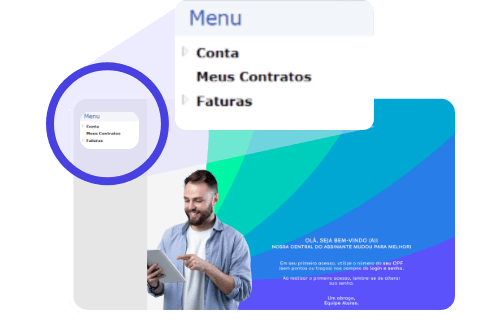 Menu
Conta
Meus Contratos
Faturas
Menu
Conta
Meus Contratos
Faturas
OLÁ, SEJA BEM-VINDO (A)!
NOSSA CENTRAL DO ASSINANTE MUDOU PARA MELHOR!
Em seu primeiro acesso, utilize o número do seu CPF
(sem pontos ou traços) nos campos de login e senha.
Ao realizar o primeiro acesso, lembre-se de alterar
sua senha.
Um abraço,
Equipe